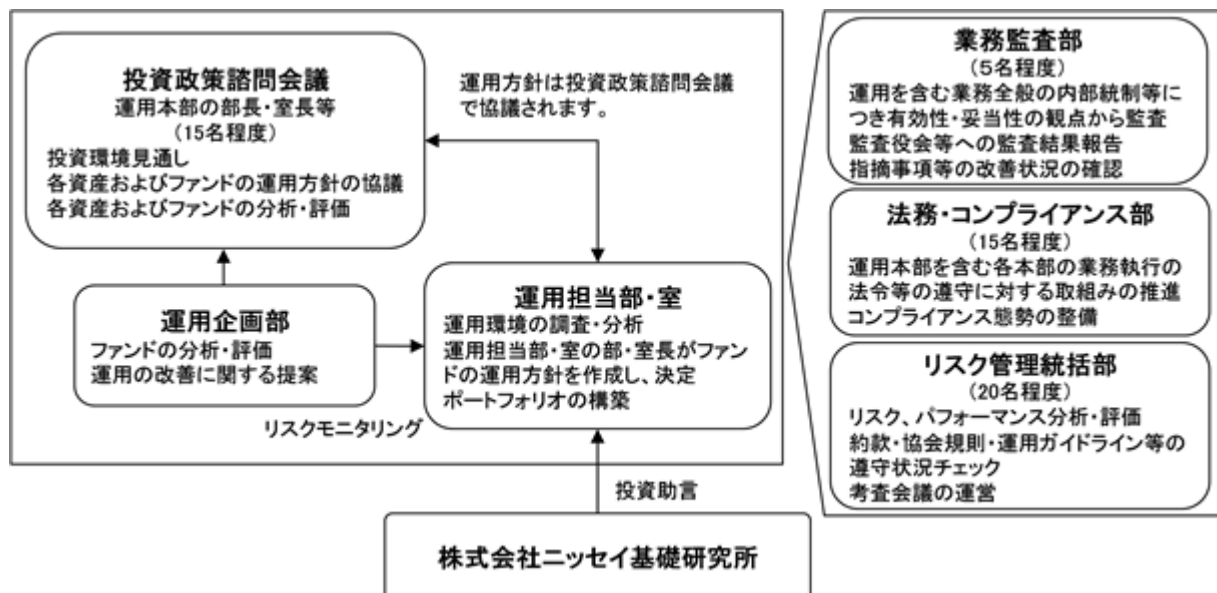 投資政策諮問会議
運用本部の部長・室長等
(15名程度)
投資環境見通し
各資産およびファンドの運用方針の協議
各資産およびファンドの分析・評価
運用方針は投資政策諮問会議
で協議されます。
運用企画部
ファンドの分析・評価
運用の改善に関する提案
運用担当部・室
運用環境の調査・分析
運用担当部・室の部・室長がファン
ドの運用方針を作成し、決定
ポートフォリオの構築
リスクモニタリング
投資助言
株式会社ニッセイ基礎研究所
業務監査部
(5名程度)
運用を含む業務全般の内部統制等に
つき有効性・妥当性の観点から監査
監査役会等への監査結果報告
指摘事項等の改善状況の確認
法務・コンプライアンス部
(15名程度)
運用本部を含む各本部の業務執行の
法令等の遵守に対する取組みの推進
コンプライアンス態勢の整備
リスク管理統括部
(20名程度)
リスク、パフォーマンス分析・評価
約款・協会規則・運用ガイドライン等の
遵守状況チェック
考査会議の運営